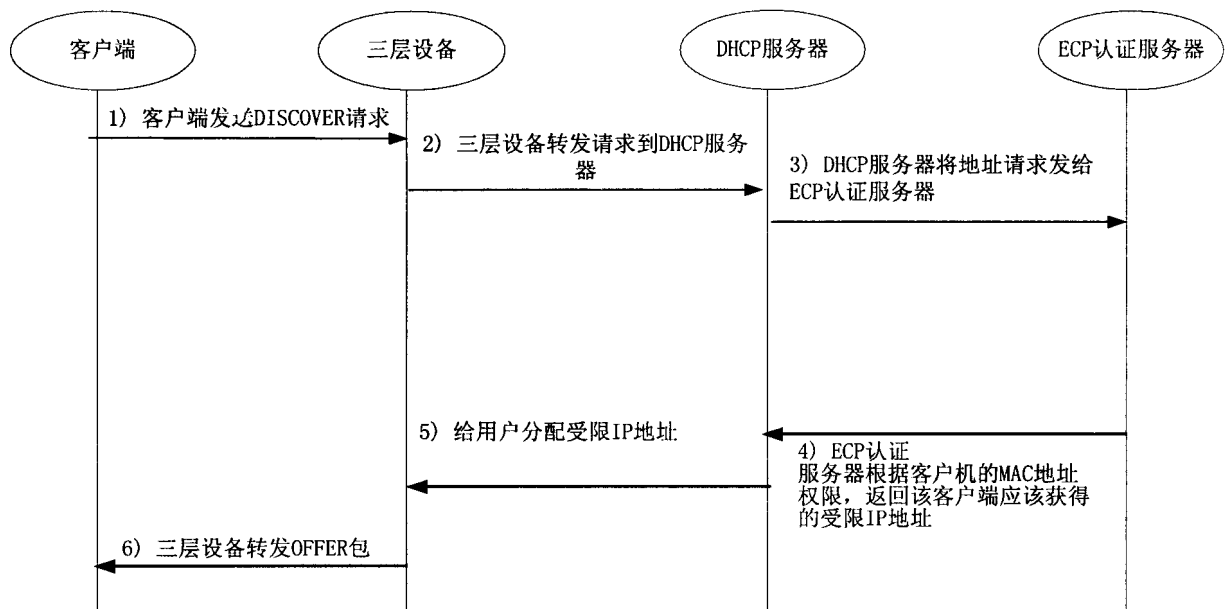 客户端
三层设备
DHCP服务器
ECP认证服务器
1) 客户端发送DISCOVER请求
2) 三层设备转发请求到DHCP服务
器
3) DHCP服务器将地址请求发给
ECP认证服务器
4) ECP认证
服务器根据客户机的MAC地址
权限，返回该客户端应该获得
的受限IP地址
5) 给用户分配受限IP地址
6) 三层设备转发OFFER包